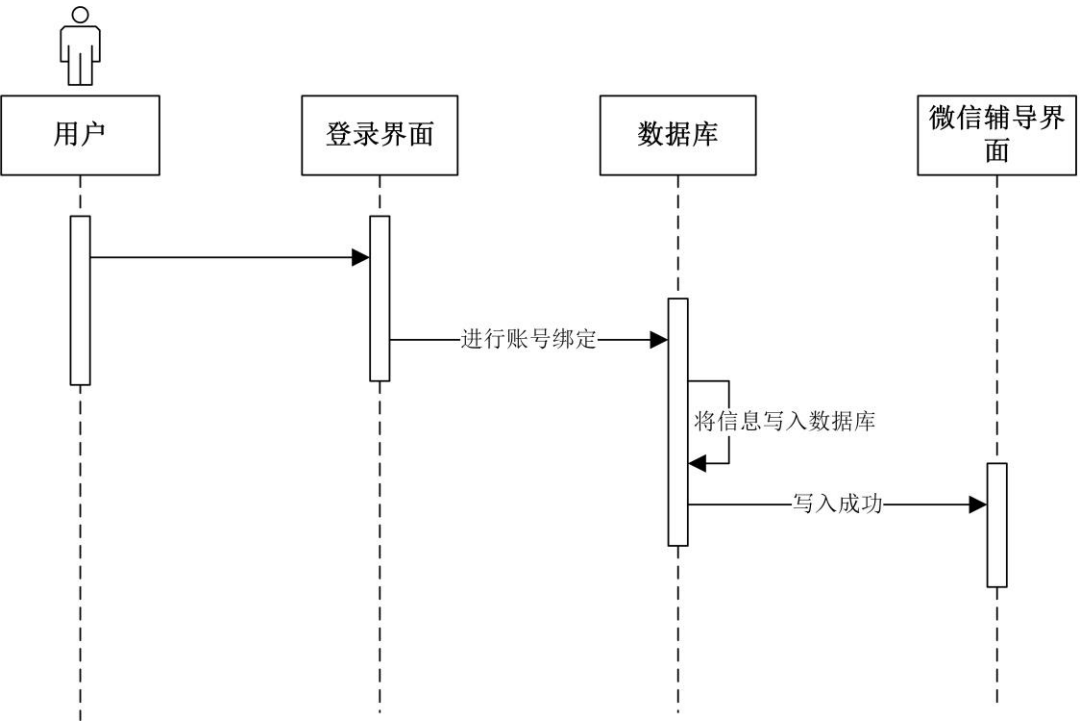 用户
登录界面
数据库
微信辅导界
面
进行账号绑定
将信息写入数据库
写入成功